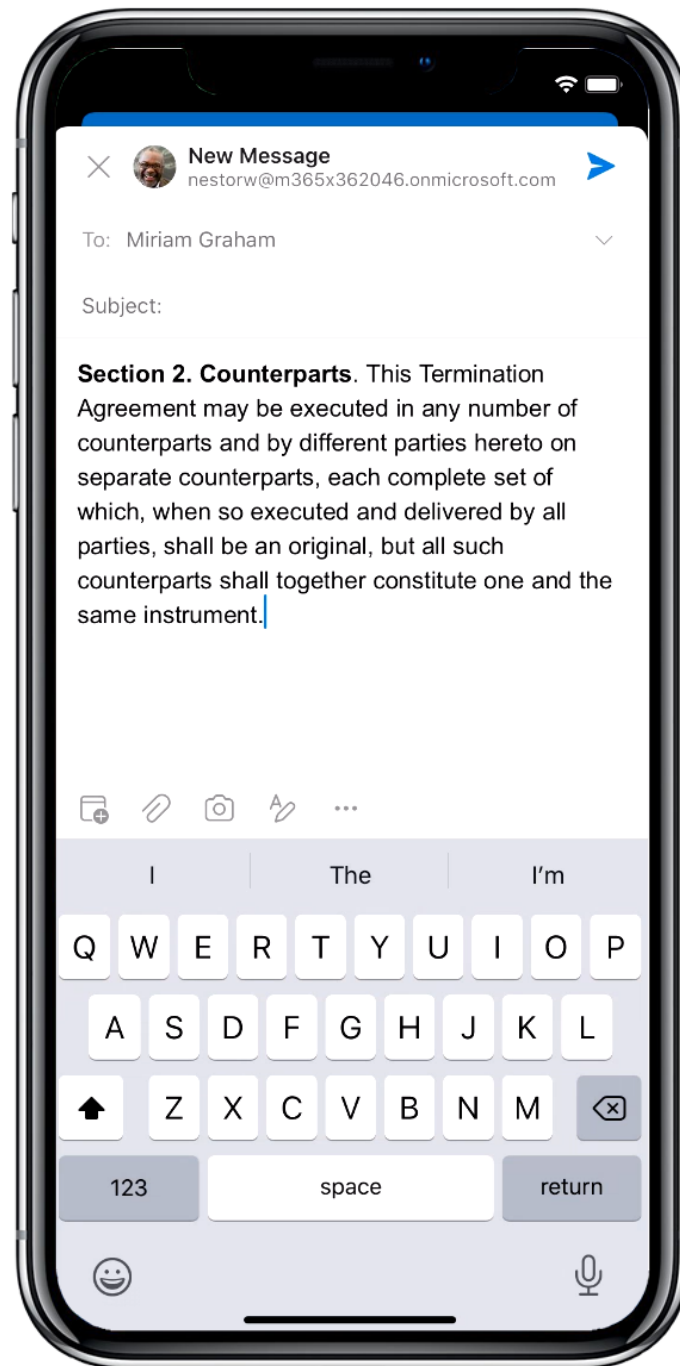 New Message
nestorw@m365x362046.onmicrosoft.com
To: Miriam Graham
Subject:
Section 2. Counterparts. This Termination
Agreement may be executed in any number of
counterparts and by different parties hereto on
separate counterparts, each complete set of
which, when so executed and delivered by all
parties, shall be an original, but all such
counterparts shall together constitute one and the
same instrument.
I The I'm
Q W E R T Y U I O P
A S D F G H J K L
Z X C V B N M
123 space return